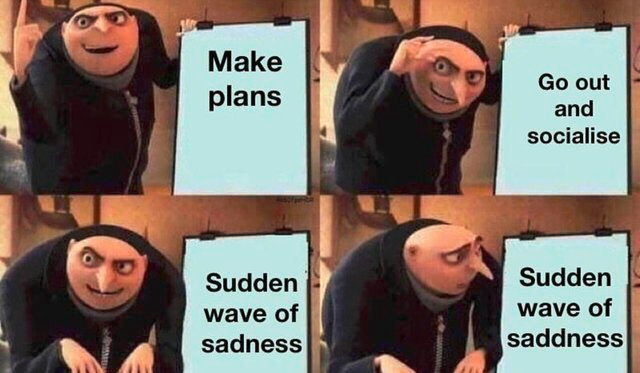 Make
plans
Go out
and
socialise
Sudden
wave of
sadness
Sudden
wave of
saddness